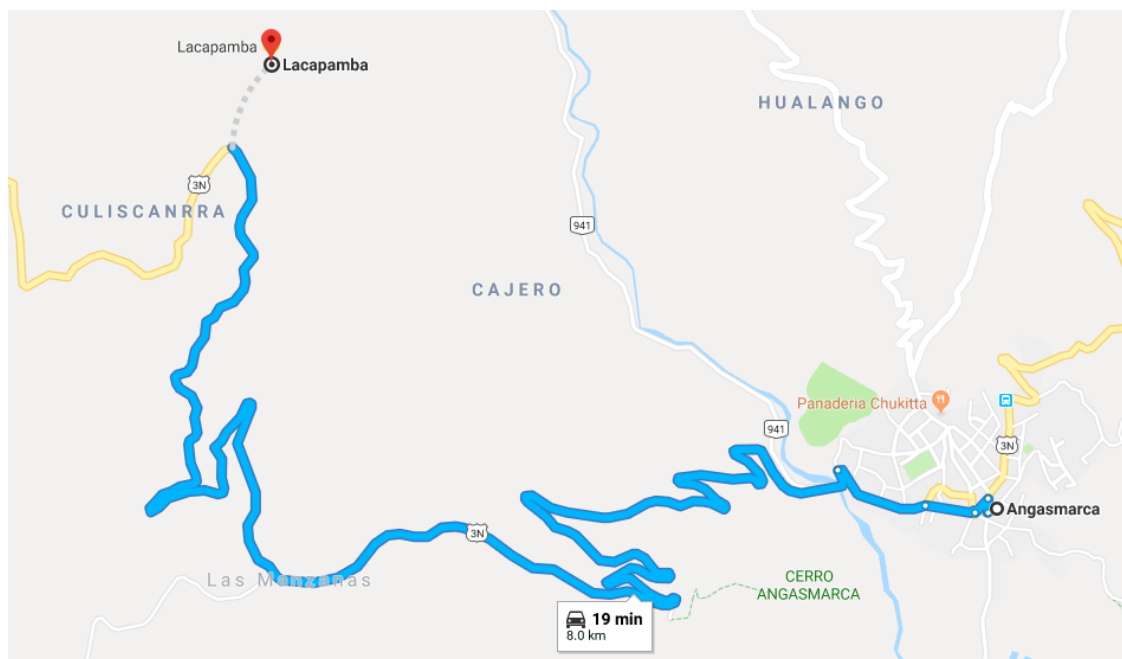 Lacapamba
Lacapamba
HUALANGO
3N
CULISCANRRA
941
CAJERO
Panaderia Chukitta
941
3N
Angasmarca
3N
Las Manzanas
CERRO
ANGASMARCA
19 min
8.0 km